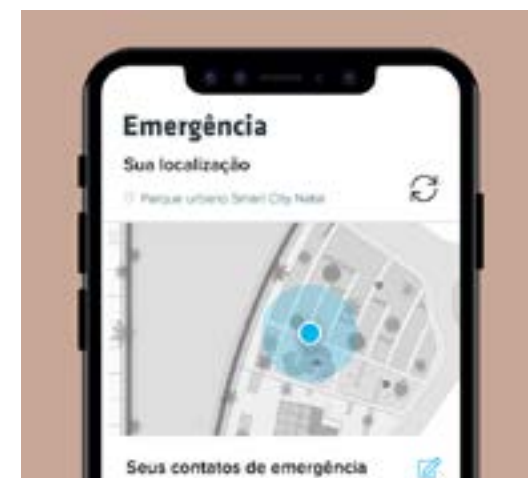 Emergência
Sua localização
Parque urbano Smart City Natal
Seus contatos de emergência